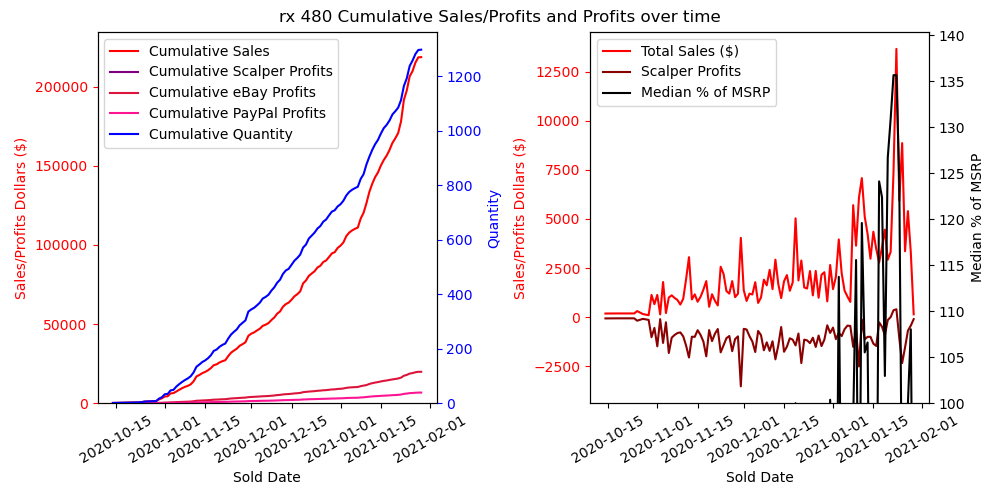 rx 480 Cumulative Sales/Profits and Profits over time
Cumulative Sales
Cumulative Scalper Profits
Cumulative eBay Profits
Cumulative PayPal Profits
Cumulative Quantity
Sales/Profits Dollars ($)
200000
150000
100000
50000
0
1200
1000
800
600
400
200
0
Quantity
2020-10-15
2020-11-01
2020-11-15
2020-12-01
2020-12-15
2021-01-01
2021-01-15
2021-02-01
Sold Date
Total Sales ($)
Scalper Profits
Median % of MSRP
Sales/Profits Dollars ($)
12500
10000
7500
5000
2500
0
−2500
140
135
130
125
120
115
110
105
100
Median % of MSRP
2020-10-15
2020-11-01
2020-11-15
2020-12-01
2020-12-15
2021-01-01
2021-01-15
2021-02-01
Sold Date